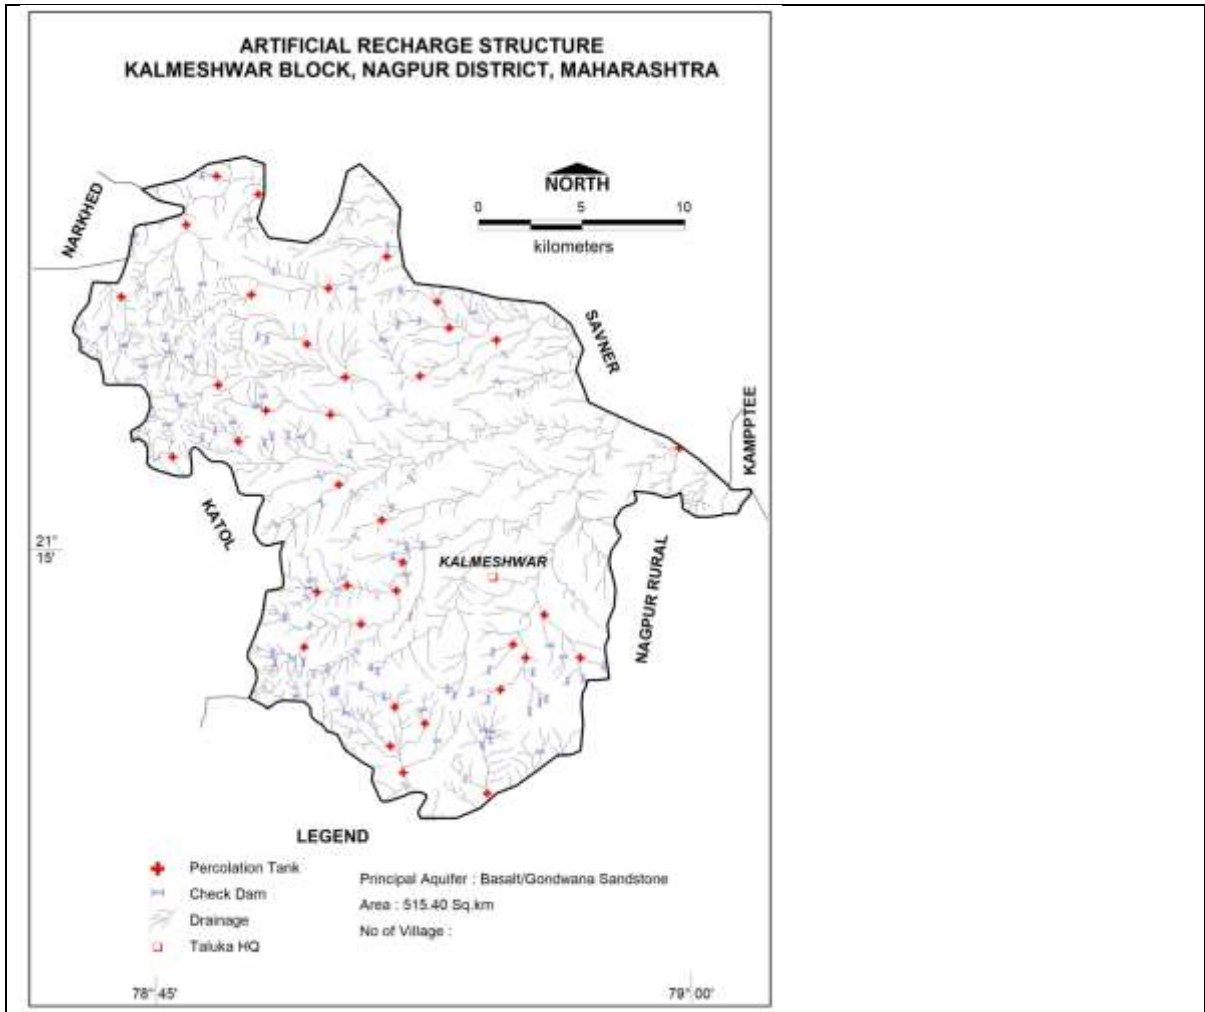 ARTIFICIAL RECHARGE STRUCTURE
KALMESHWAR BLOCK, NAGPUR DISTRICT, MAHARASHTRA
NORTH
0 5 10
kilometers
NARKHED
SAVNER
KAMPPTEE
KATOL
21°
15'
KALMESHWAR
NAGPUR RURAL
LEGEND
Percolation Tank
Check Dam
Drainage
Taluka HQ
Principal Aquifer : Basalt/Gondwana Sandstone
Area : 515.40 Sq.km
No of Village :
78° 45' 79° 00'